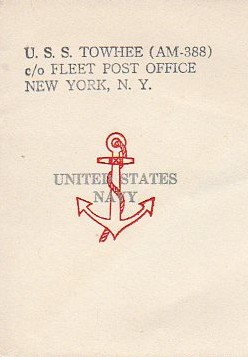 U. S. S. TOWHEE (AM-388)
c/o FLEET POST OFFICE
NEW YORK, N. Y.
UNITED STATES
NAVY